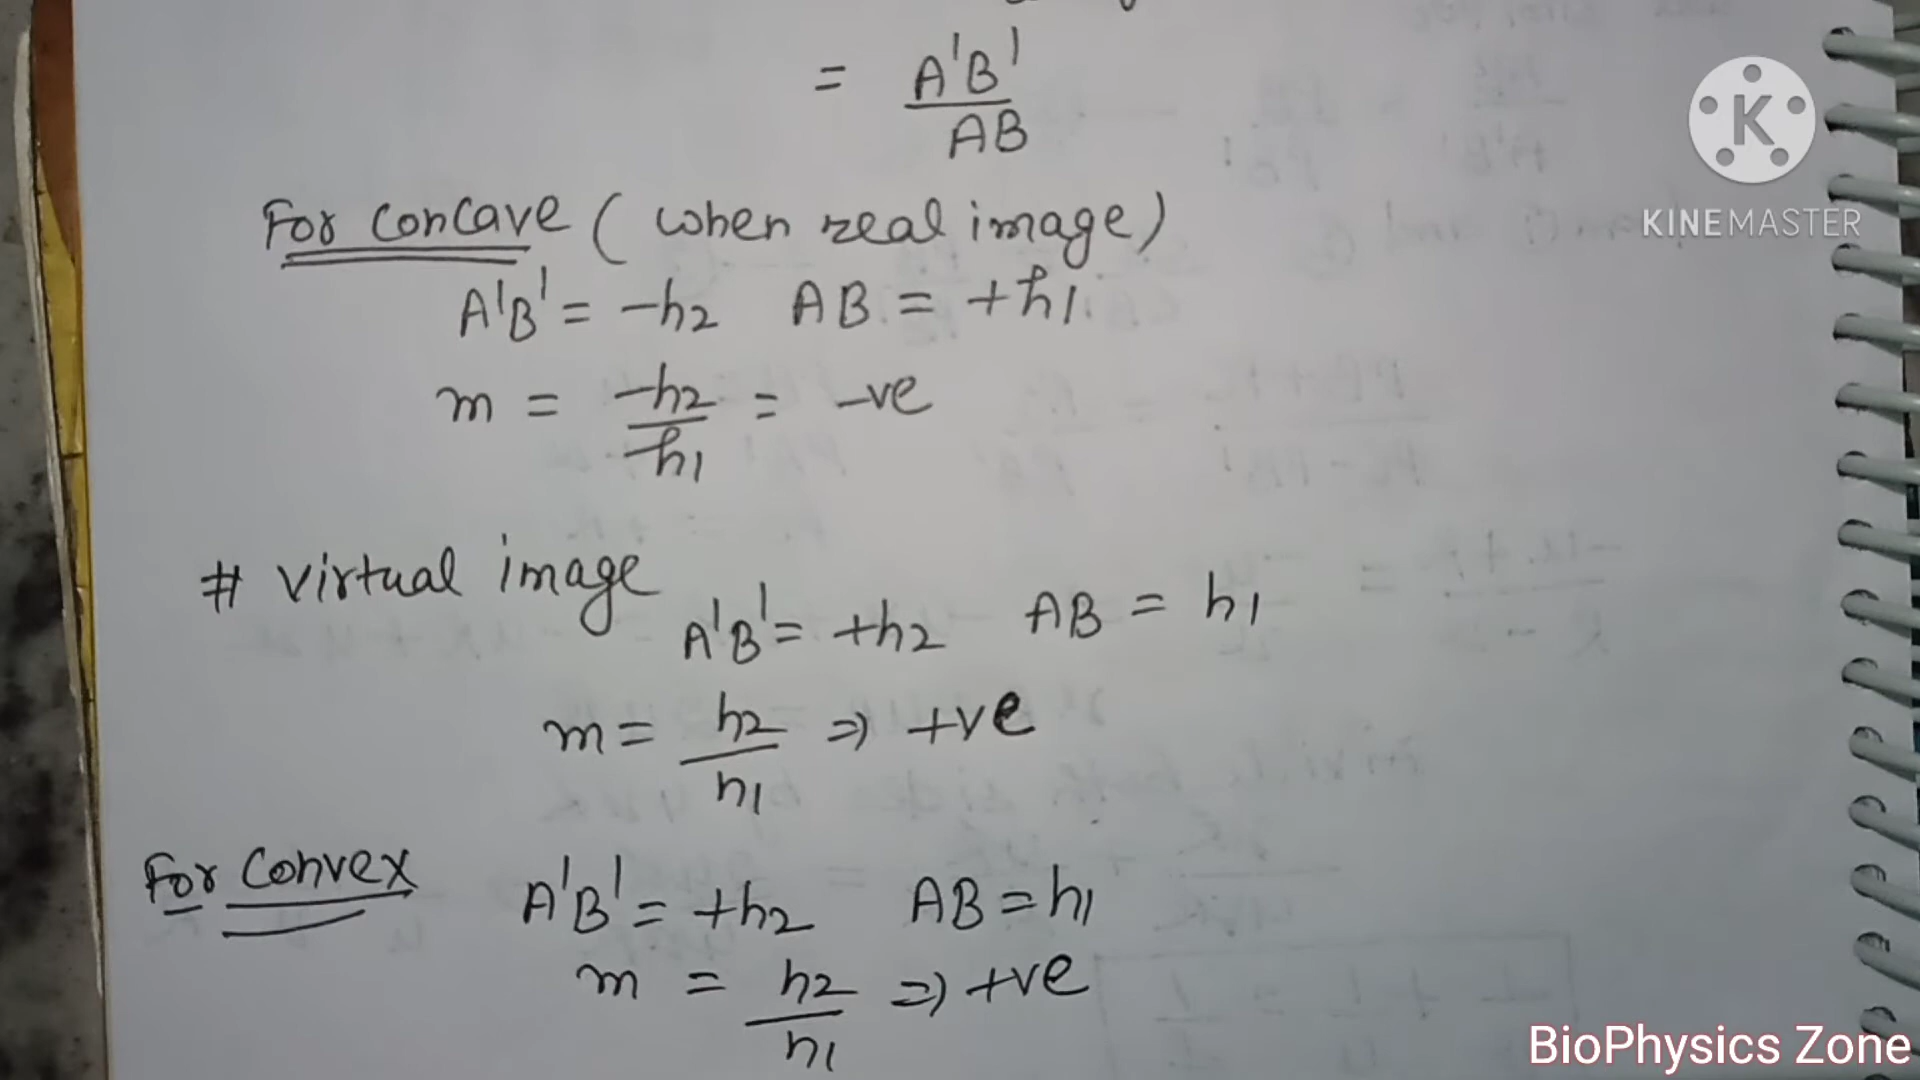 = A'B' / AB
For concave (when real image)
A'B' = -h2 AB = +h1
m = -h2 / h1 = -ve
# virtual image
A'B' = +h2 AB = h1
m = h2 / h1 ⇒ +ve
For Convex A'B' = +h2 AB = h1
m = h2 / h1 ⇒ +ve
K
KINEMASTER
BioPhysics Zone